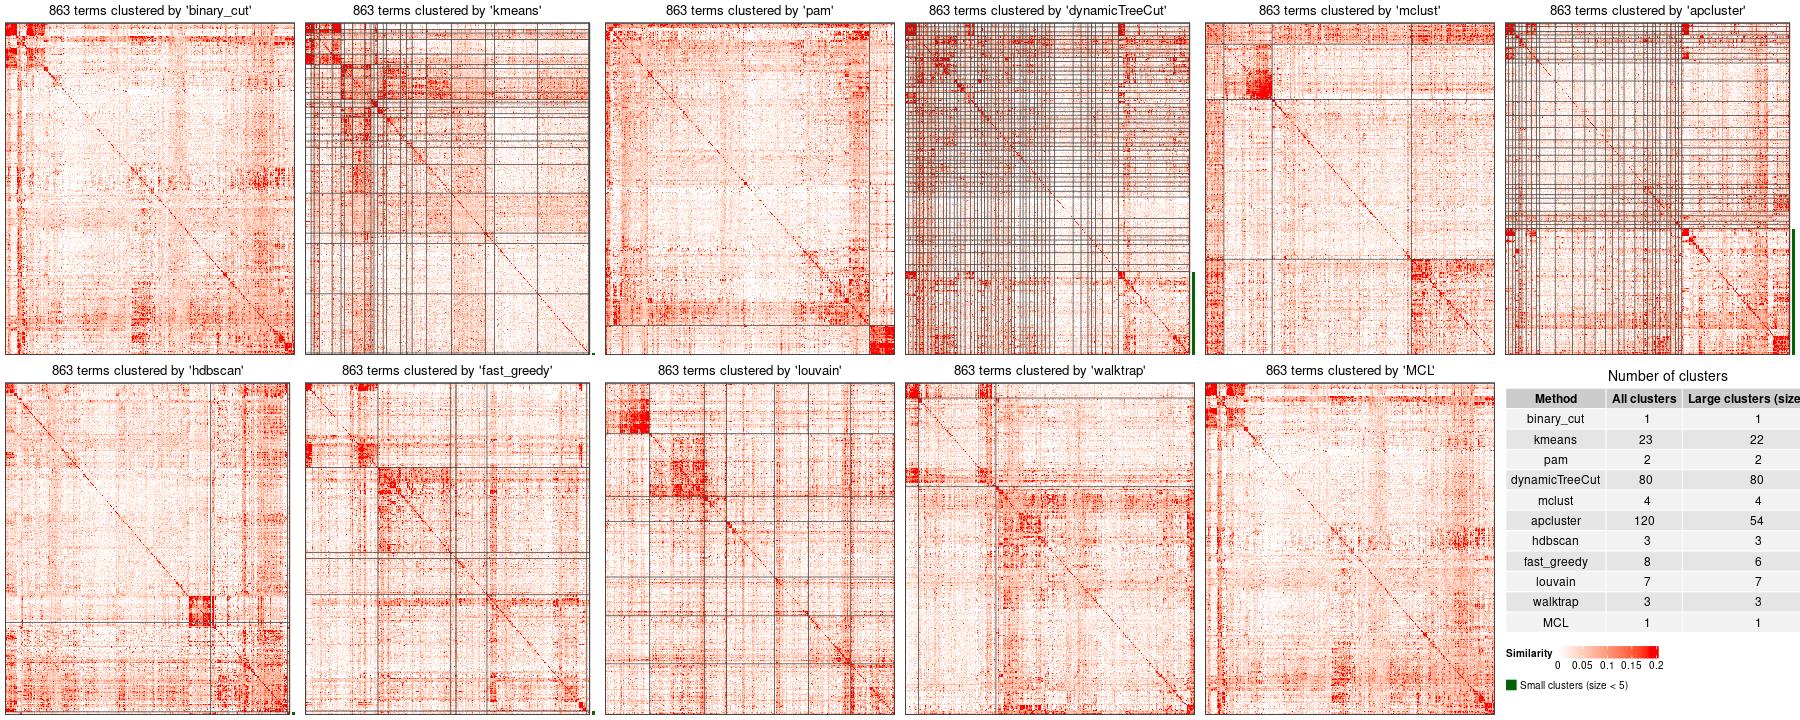 863 terms clustered by 'binary_cut'
863 terms clustered by 'kmeans'
863 terms clustered by 'pam'
863 terms clustered by 'dynamicTreeCut'
863 terms clustered by 'mclust'
863 terms clustered by 'apcluster'
863 terms clustered by 'hdbscan'
863 terms clustered by 'fast_greedy'
863 terms clustered by 'louvain'
863 terms clustered by 'walktrap'
863 terms clustered by 'MCL'
Number of clusters
Method All clusters Large clusters (size
binary_cut 1 1
kmeans 23 22
pam 2 2
dynamicTreeCut 80 80
mclust 4 4
apcluster 120 54
hdbscan 3 3
fast_greedy 8 6
louvain 7 7
walktrap 3 3
MCL 1 1
Similarity
0 0.05 0.1 0.15 0.2
Small clusters (size < 5)